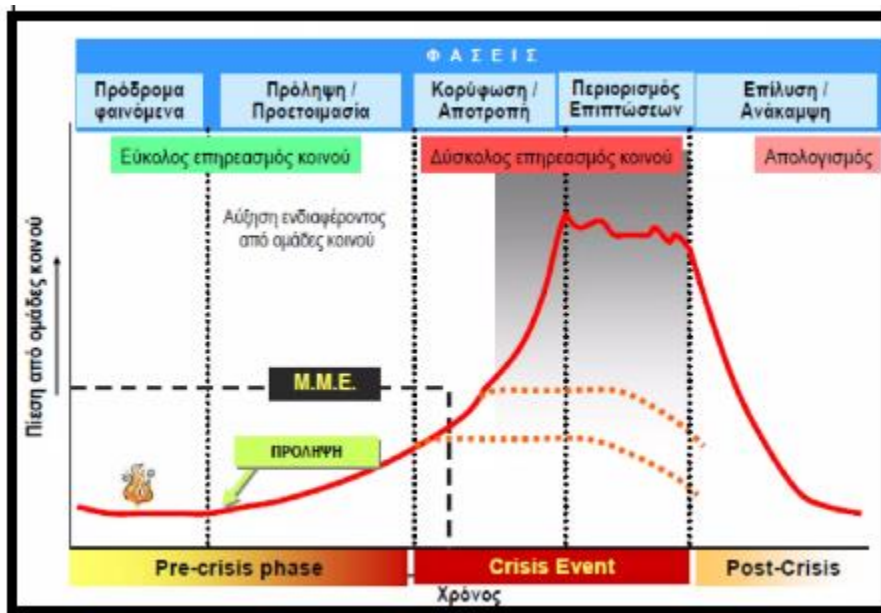 ΦΑΣΕΙΣ
Πρόδρομα
φαινόμενα
Πρόληψη /
Προετοιμασία
Κορύφωση /
Αποτροπή
Περιορισμός
Επιπτώσεων
Επίλυση /
Ανάκαμψη
Εύκολος επηρεασμός κοινού
Δύσκολος επηρεασμός κοινού
Απολογισμός
Αύξηση ενδιαφέροντος
από ομάδες κοινού
Πίεση από ομάδες κοινού
Μ.Μ.Ε.
ΠΡΟΛΗΨΗ
Pre-crisis phase
Crisis Event
Post-Crisis
Χρόνος